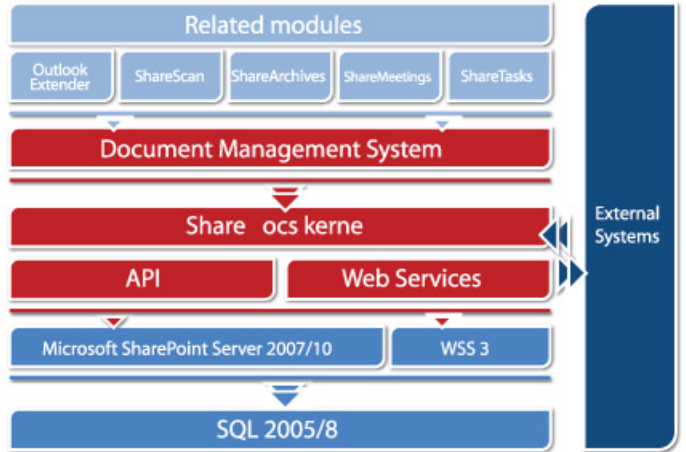 Related modules
Outlook
Extender
ShareScan
ShareArchives
ShareMeetings
ShareTasks
Document Management System
Share ocs kerne
API
Web Services
Microsoft SharePoint Server 2007/10
WSS 3
SQL 2005/8
External
Systems